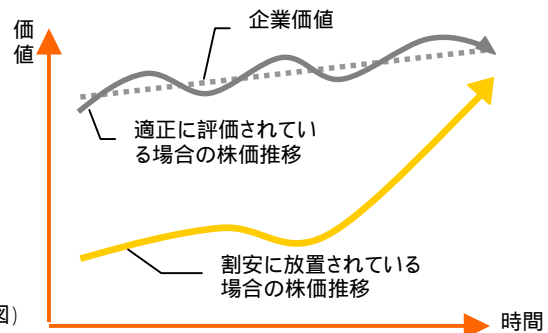 価
値
企業価値
適正に評価されてい
る場合の株価推移
割安に放置されている
場合の株価推移
図）
時間